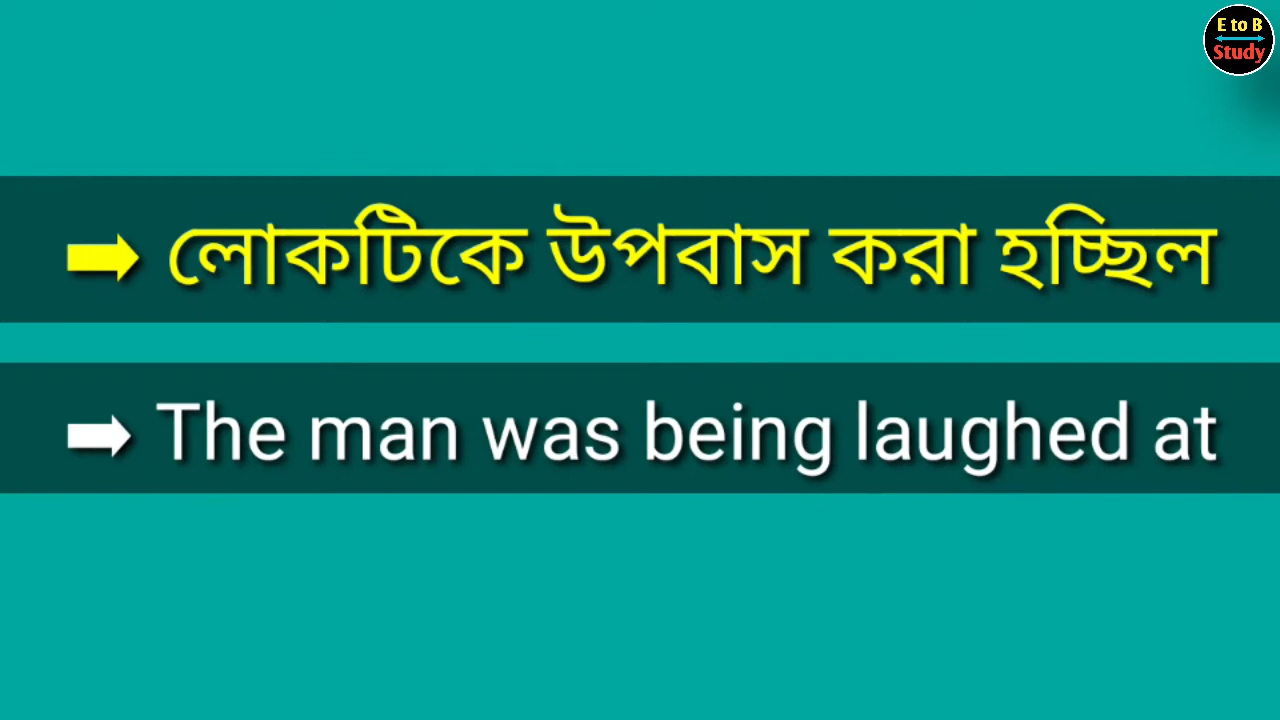 E to B
Study
➡ লোকটিকে উপবাস করা হচ্ছিল
➡ The man was being laughed at